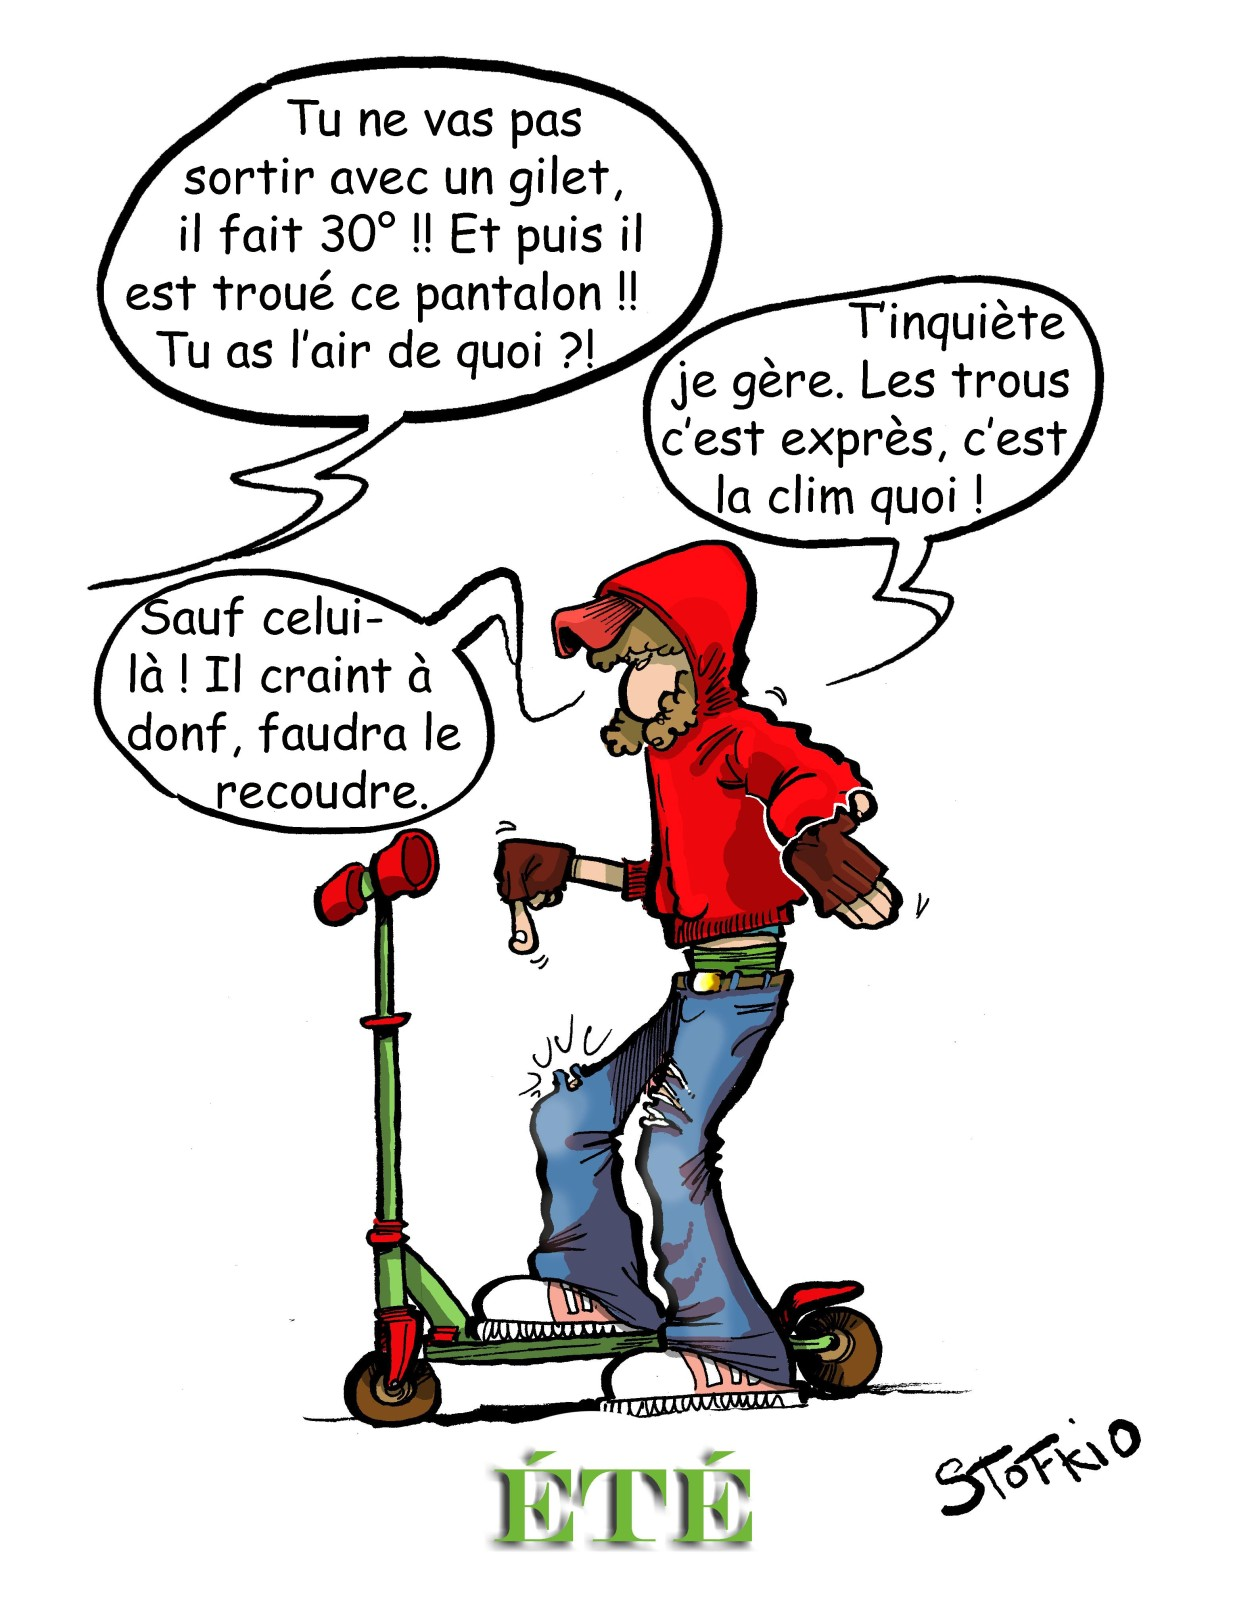 Tu ne vas pas
sortir avec un gilet,
il fait 30° !! Et puis il
est troué ce pantalon !!
Tu as l'air de quoi ?!
T'inquiète
je gère. Les trous
c'est exprès, c'est
la clim quoi !
Sauf celui-
là ! Il craint à
donf, faudra le
recoudre.
ÉTÉ
STOFKiO